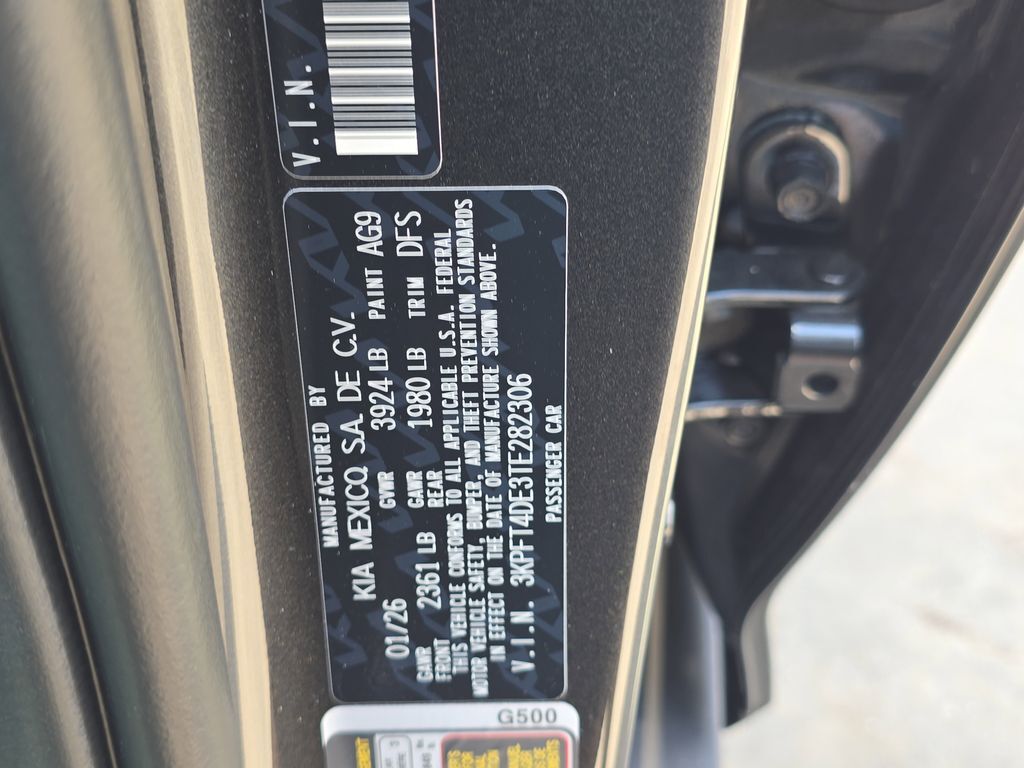 V.I.N.
MANUFACTURED BY
KIA MEXICO, S.A. DE C.V.
01/26 GVWR 3924 LB PAINT AG9
GAWR FRONT 2361 LB GAWR REAR 1980 LB TRIM DFS
THIS VEHICLE CONFORMS TO ALL APPLICABLE U.S.A. FEDERAL
MOTOR VEHICLE SAFETY, BUMPER, AND THEFT PREVENTION STANDARDS
IN EFFECT ON THE DATE OF MANUFACTURE SHOWN ABOVE.
V.I.N. 3KPFT4DE3TE282306
PASSENGER CAR
G500